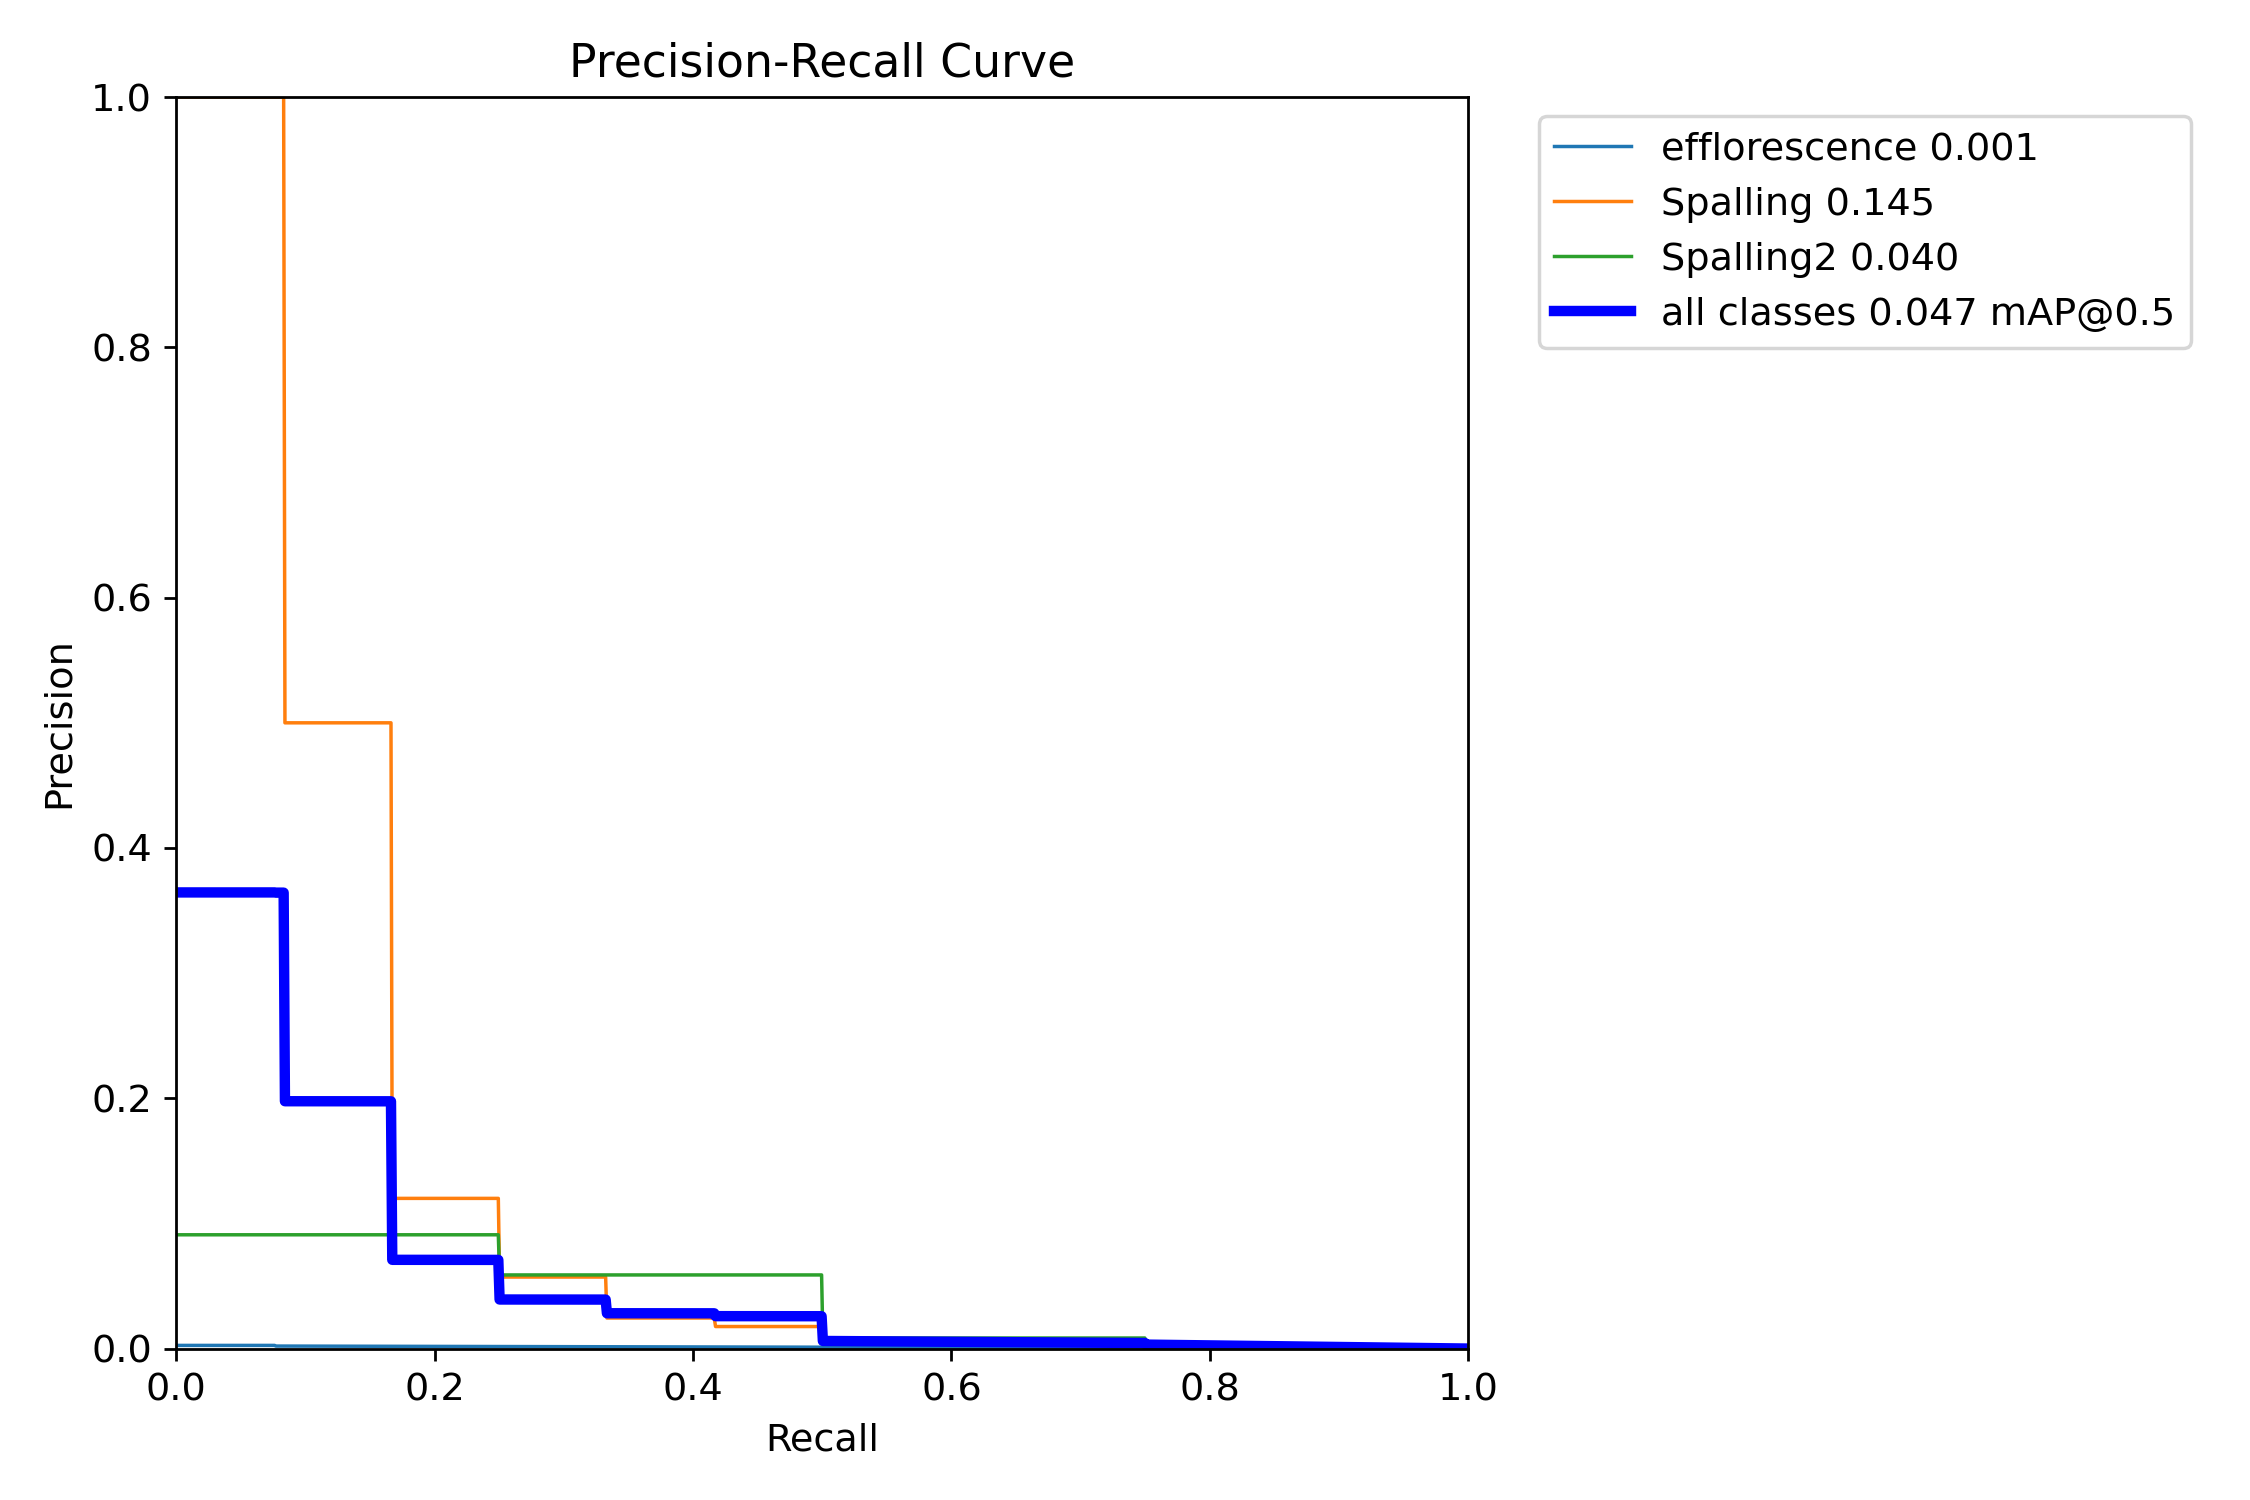 Precision-Recall Curve
1.0
0.8
0.6
0.4
0.2
0.0
Precision
0.0 0.2 0.4 0.6 0.8 1.0
Recall
efflorescence 0.001
Spalling 0.145
Spalling2 0.040
all classes 0.047 mAP@0.5